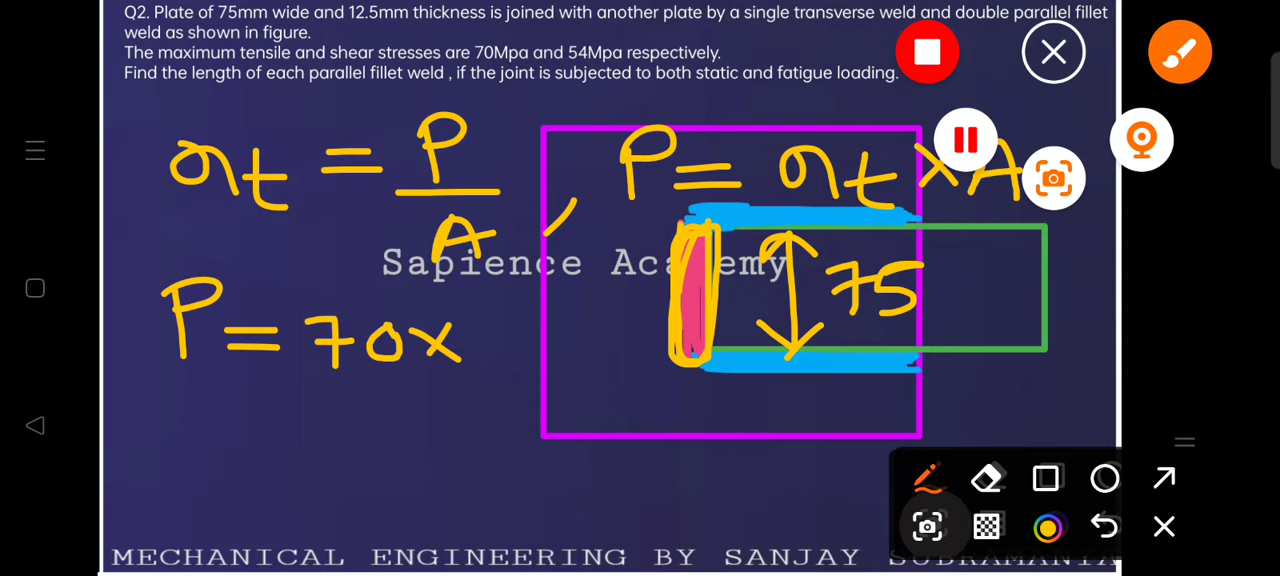 Q2. Plate of 75mm wide and 12.5mm thickness is joined with another plate by a single transverse weld and double parallel fillet
weld as shown in figure.
The maximum tensile and shear stresses are 70Mpa and 54Mpa respectively.
Find the length of each parallel fillet weld , if the joint is subjected to both static and fatigue loading.
σt = P/A , P = σt × A
Sapience Academy
75
P = 70 ×
MECHANICAL ENGINEERING BY SANJAY SUBRAMANYA